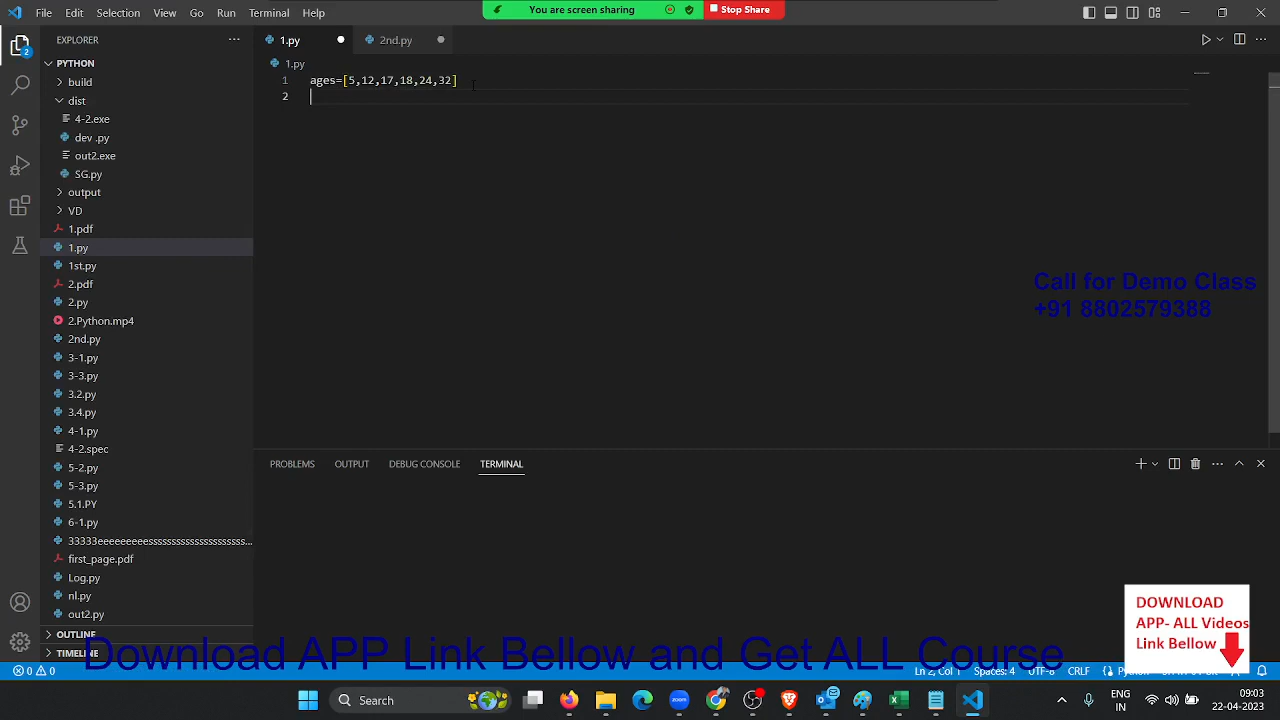 File Edit Selection View Go Run Terminal Help
You are screen sharing
Stop Share
EXPLORER
1.py
2nd.py
PYTHON
1.py
build
1 ages=[5,12,17,18,24,32]
2
dist
4-2.exe
dev .py
out2.exe
SG.py
output
VD
1.pdf
1.py
1st.py
2.pdf
2.py
2.Python.mp4
2nd.py
3-1.py
3-3.py
3.2.py
3.4.py
4-1.py
4-2.spec
5-2.py
5-3.py
5.1.PY
6-1.py
first_page.pdf
Log.py
nl.py
out2.py
OUTLINE
TIMELINE
Call for Demo Class
+91 8802579388
PROBLEMS OUTPUT DEBUG CONSOLE TERMINAL
DOWNLOAD
APP- ALL Videos
Link Bellow
Download APP Link Bellow and Get ALL Course
0 0
Ln 2, Col 1 Spaces: 4 UTF-8 CRLF
2
Search
ENG
IN
09:03
22-04-2023